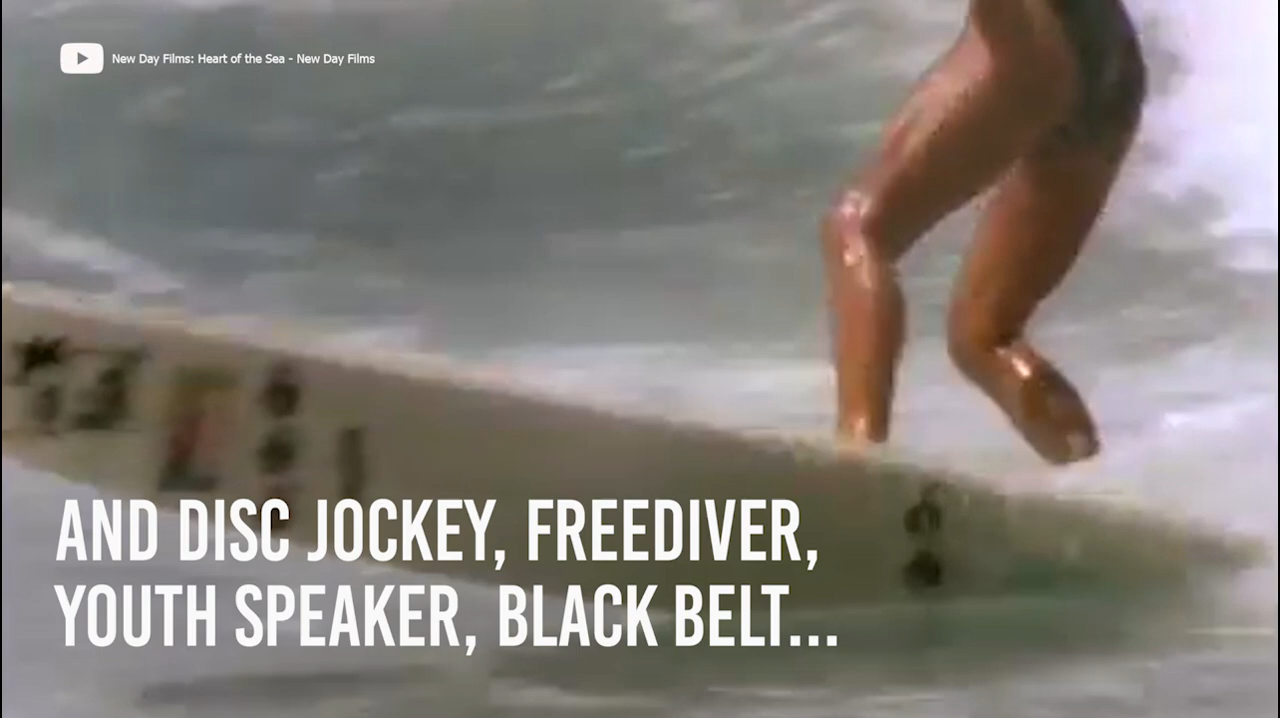 New Day Films: Heart of the Sea - New Day Films
AND DISC JOCKEY, FREEDIVER,
YOUTH SPEAKER, BLACK BELT...